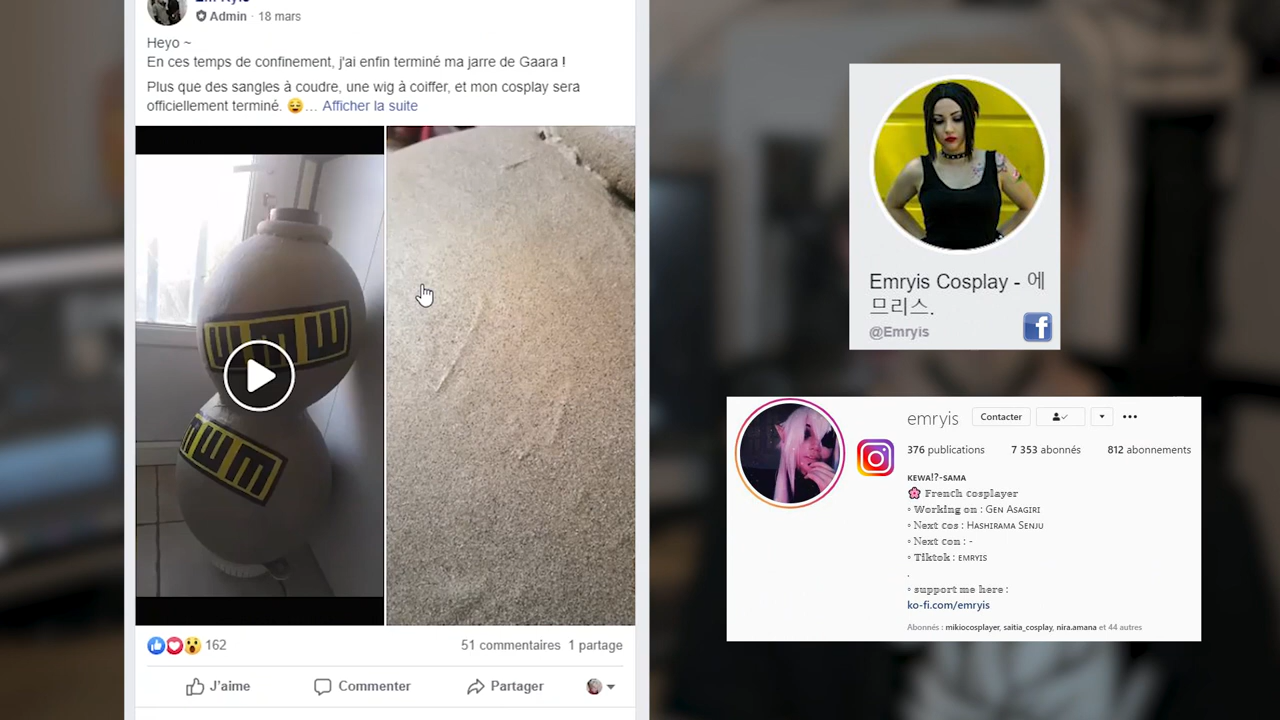 Admin · 18 mars
Heyo ~
En ces temps de confinement, j'ai enfin terminé ma jarre de Gaara !
Plus que des sangles à coudre, une wig à coiffer, et mon cosplay sera
officiellement terminé. 😌… Afficher la suite
162
51 commentaires 1 partage
J'aime
Commenter
Partager
Emryis Cosplay - 에
므리스.
@Emryis
emryis
Contacter
376 publications
7 353 abonnés
812 abonnements
KEWA!?-SAMA
🌸 French cosplayer
◦ Working on : Gen Asagiri
◦ Next cos : Hashirama Senju
◦ Next con : -
◦ Tiktok : emryis
.
◦ support me here :
ko-fi.com/emryis
Abonnés : mikiocosplayer, saitia_cosplay, nira.amana et 44 autres